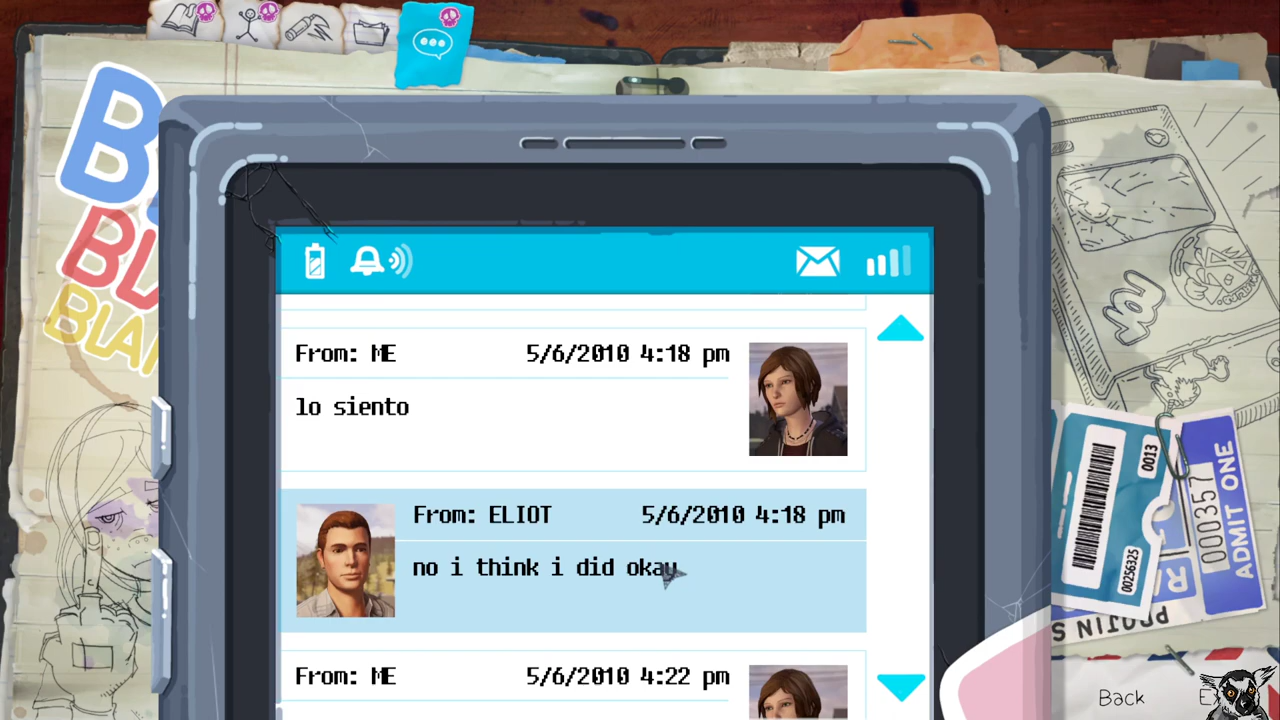 From: ME 5/6/2010 4:18 pm
lo siento
From: ELIOT 5/6/2010 4:18 pm
no i think i did okay
From: ME 5/6/2010 4:22 pm
0013
00256325
000357
ADMIT ONE
Back